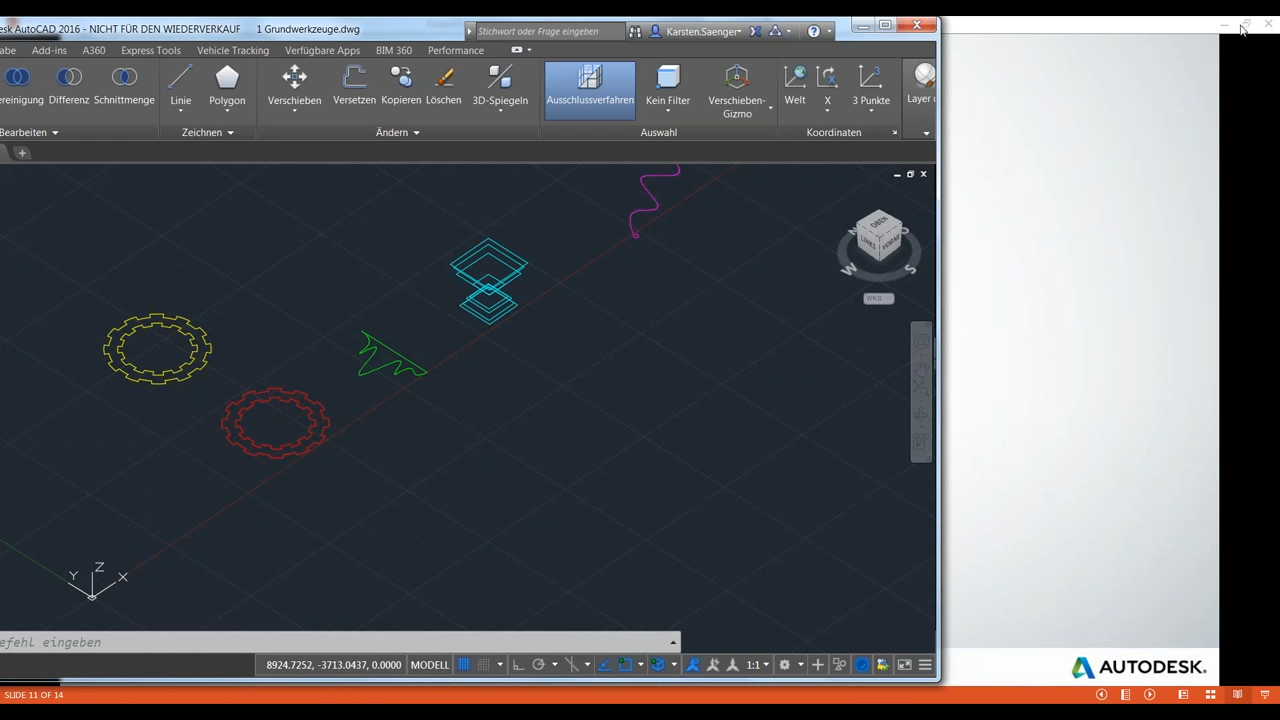 esk AutoCAD 2016 - NICHT FÜR DEN WIEDERVERKAUF 1 Grundwerkzeuge.dwg
Stichwort oder Frage eingeben
Karsten.Saenger
abe Add-ins A360 Express Tools Vehicle Tracking Verfügbare Apps BIM 360 Performance
ereinigung Differenz Schnittmenge Linie Polygon Verschieben Versetzen Kopieren Löschen 3D-Spiegeln Ausschlussverfahren Kein Filter Verschieben-Gizmo Welt X 3 Punkte Layer
Bearbeiten Zeichnen Ändern Auswahl Koordinaten
OBEN
LINKS
W S
WKS
Z
Y X
efehl eingeben
8924.7252, -3713.0437, 0.0000 MODELL 1:1
AUTODESK.
SLIDE 11 OF 14